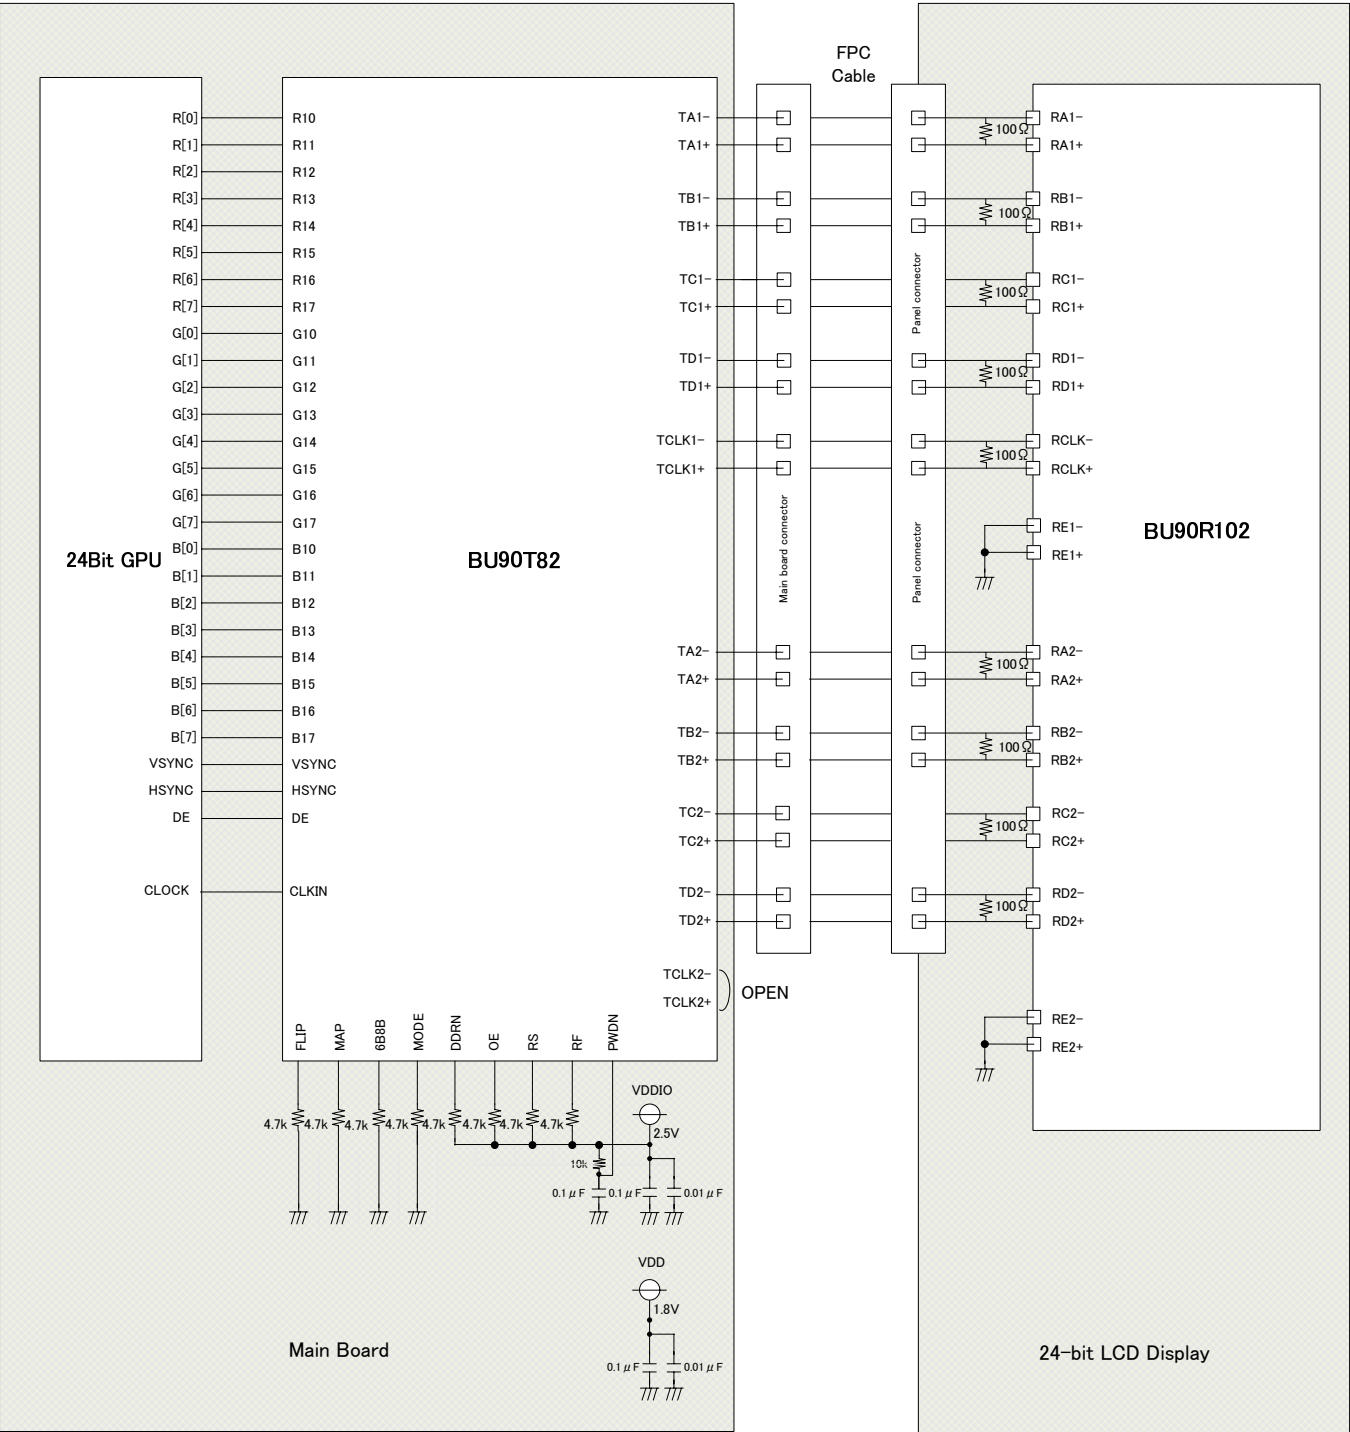 FPC
Cable
24Bit GPU
R[0]
R[1]
R[2]
R[3]
R[4]
R[5]
R[6]
R[7]
G[0]
G[1]
G[2]
G[3]
G[4]
G[5]
G[6]
G[7]
B[0]
B[1]
B[2]
B[3]
B[4]
B[5]
B[6]
B[7]
VSYNC
HSYNC
DE
CLOCK
R10
R11
R12
R13
R14
R15
R16
R17
G10
G11
G12
G13
G14
G15
G16
G17
B10
B11
B12
B13
B14
B15
B16
B17
VSYNC
HSYNC
DE
CLKIN
BU90T82
TA1-
TA1+
TB1-
TB1+
TC1-
TC1+
TD1-
TD1+
TCLK1-
TCLK1+
TA2-
TA2+
TB2-
TB2+
TC2-
TC2+
TD2-
TD2+
TCLK2-
TCLK2+
OPEN
FLIP
MAP
6B8B
MODE
DDRN
OE
RS
RF
PWDN
4.7k
4.7k
4.7k
4.7k
4.7k
4.7k
4.7k
4.7k
VDDIO
2.5V
10k
0.1μF
0.1μF
0.01μF
VDD
1.8V
0.1μF
0.01μF
Main Board
Main board connector
Panel connector
Panel connector
100Ω
100Ω
100Ω
100Ω
100Ω
100Ω
100Ω
100Ω
100Ω
RA1-
RA1+
RB1-
RB1+
RC1-
RC1+
RD1-
RD1+
RCLK-
RCLK+
RE1-
RE1+
RA2-
RA2+
RB2-
RB2+
RC2-
RC2+
RD2-
RD2+
RE2-
RE2+
BU90R102
24-bit LCD Display